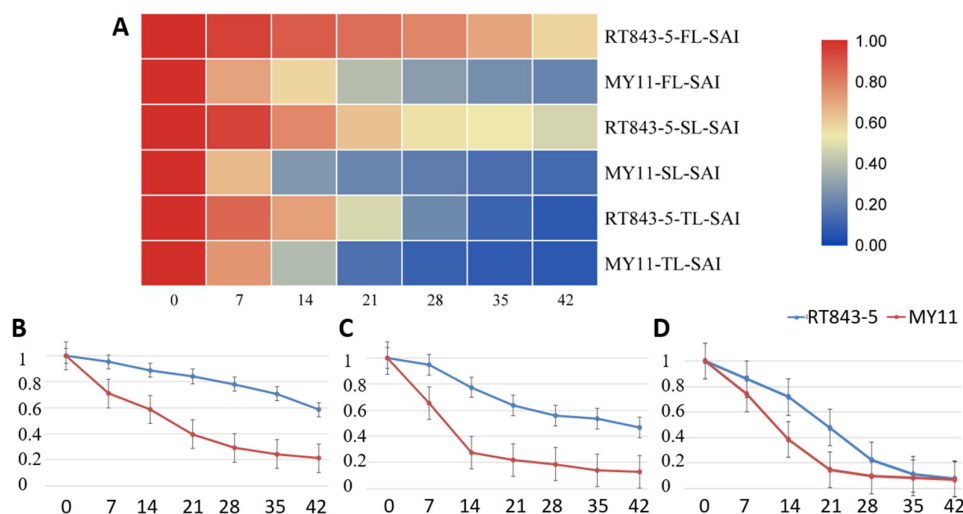 A
RT843-5-FL-SAI
MY11-FL-SAI
RT843-5-SL-SAI
MY11-SL-SAI
RT843-5-TL-SAI
MY11-TL-SAI
0 7 14 21 28 35 42
1.00
0.80
0.60
0.40
0.20
0.00
B
1
0.8
0.6
0.4
0.2
0
0 7 14 21 28 35 42
C
1
0.8
0.6
0.4
0.2
0
0 7 14 21 28 35 42
D
RT843-5 MY11
1
0.8
0.6
0.4
0.2
0
0 7 14 21 28 35 42